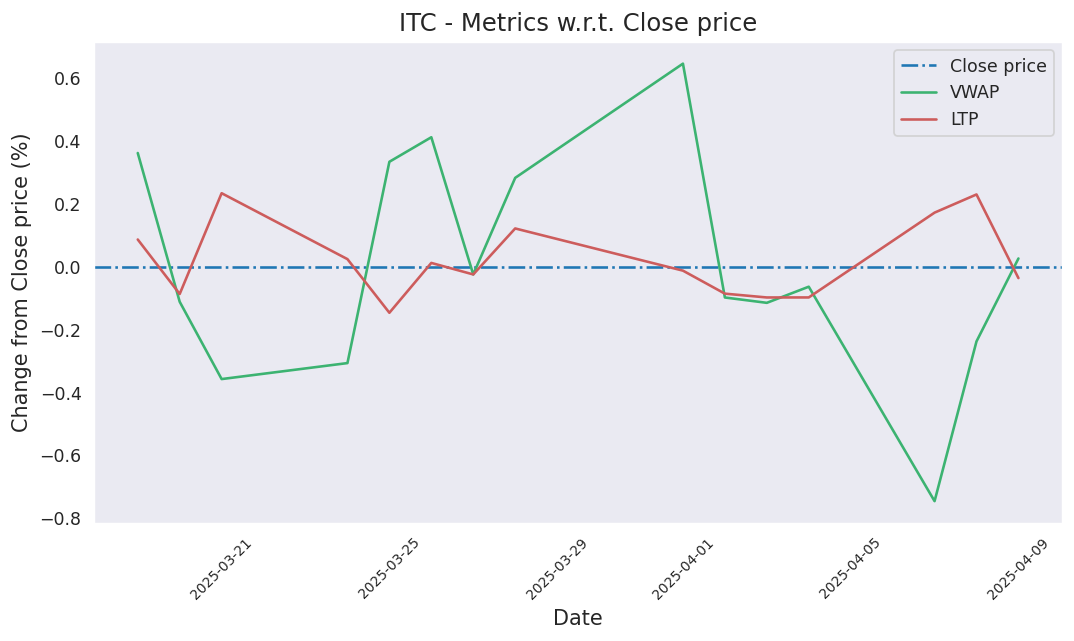 ITC - Metrics w.r.t. Close price
Close price
VWAP
LTP
Change from Close price (%)
0.6
0.4
0.2
0.0
−0.2
−0.4
−0.6
−0.8
2025-03-21
2025-03-25
2025-03-29
2025-04-01
2025-04-05
2025-04-09
Date